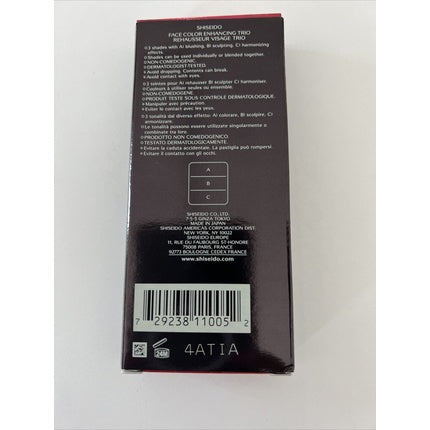 SHISEIDO
FACE COLOR ENHANCING TRIO
REHAUSSEUR VISAGE TRIO
●3 shades with A) blushing, B) sculpting, C) harmonizing
effects.
●Shades can be used individually or blended together.
●NON-COMEDOGENIC.
●DERMATOLOGIST-TESTED.
●Avoid dropping. Contents can break.
●Avoid contact with eyes.
●3 teintes pour A) rehausser B) sculpter C) harmoniser.
●Couleurs à utiliser seules ou ensemble.
●NON-COMEDOGENE.
●PRODUIT TESTE SOUS CONTROLE DERMATOLOGIQUE.
●Manipuler avec précaution.
●Eviter le contact avec les yeux.
●3 tonalità dal diverso effetto: A) colorare, B) scolpire, C)
armonizzare.
●Le tonalità possono essere utilizzate singolarmente o
combinate tra loro.
●PRODOTTO NON COMEDOGENICO.
●TESTATO DERMATOLOGICAMENTE.
●Evitare la caduta accidentale. La pastiglia può rompersi.
●Evitare il contatto con gli occhi.
A
B
C
SHISEIDO CO., LTD.
7-5-5 GINZA TOKYO
MADE IN JAPAN
SHISEIDO AMERICAS CORPORATION DIST.
NEW YORK, NY 10022
SHISEIDO EUROPE
11, RUE DU FAUBOURG ST-HONORE
75008 PARIS, FRANCE
92773 BOULOGNE CEDEX FRANCE
www.shiseido.com
7 29238 11005 2
24M
4ATIA